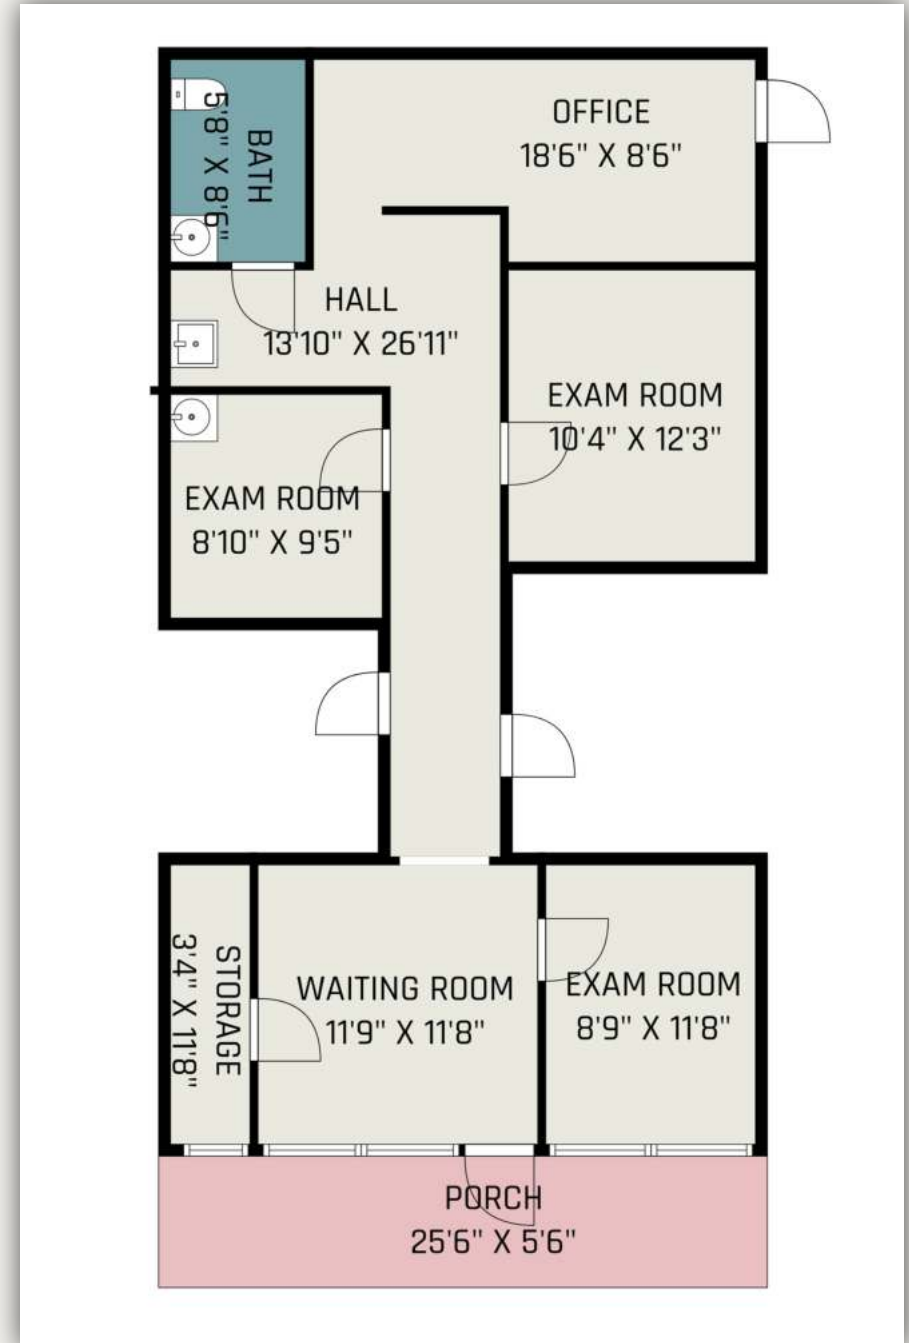 BATH
5'8" X 8'6"
OFFICE
18'6" X 8'6"
HALL
13'10" X 26'11"
EXAM ROOM
10'4" X 12'3"
EXAM ROOM
8'10" X 9'5"
STORAGE
3'4" X 11'8"
WAITING ROOM
11'9" X 11'8"
EXAM ROOM
8'9" X 11'8"
PORCH
25'6" X 5'6"